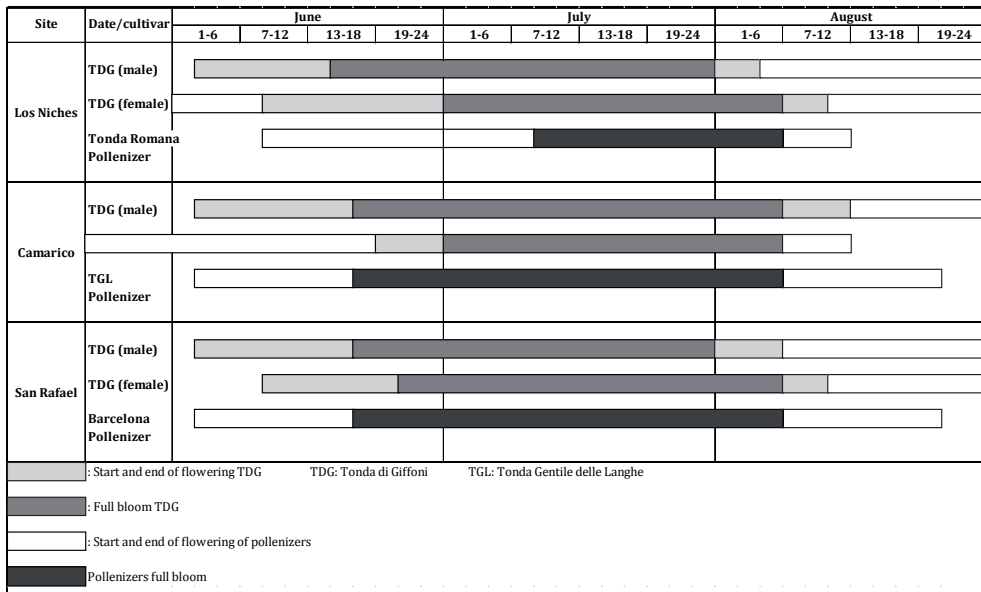 Site Date/cultivar June July August
1-6 7-12 13-18 19-24 1-6 7-12 13-18 19-24 1-6 7-12 13-18 19-24
Los Niches
TDG (male)
TDG (female)
Tonda Romana
Pollenizer
Camarico
TDG (male)
TGL
Pollenizer
San Rafael
TDG (male)
TDG (female)
Barcelona
Pollenizer
: Start and end of flowering TDG TDG: Tonda di Giffoni TGL: Tonda Gentile delle Langhe
: Full bloom TDG
: Start and end of flowering of pollenizers
Pollenizers full bloom